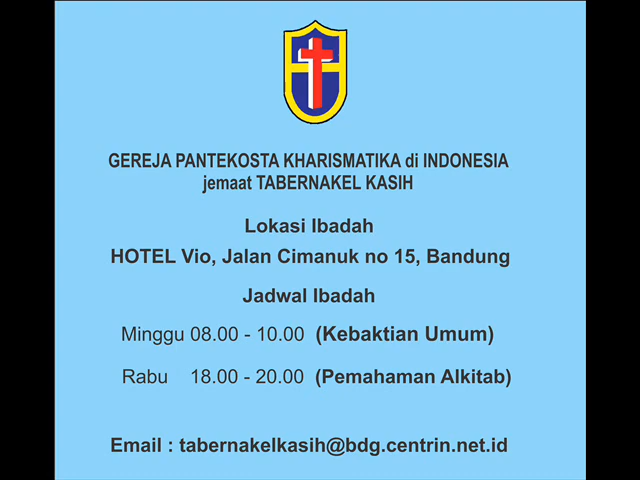 GEREJA PANTEKOSTA KHARISMATIKA di INDONESIA
jemaat TABERNAKEL KASIH
Lokasi Ibadah
HOTEL Vio, Jalan Cimanuk no 15, Bandung
Jadwal Ibadah
Minggu 08.00 - 10.00 (Kebaktian Umum)
Rabu 18.00 - 20.00 (Pemahaman Alkitab)
Email : tabernakelkasih@bdg.centrin.net.id